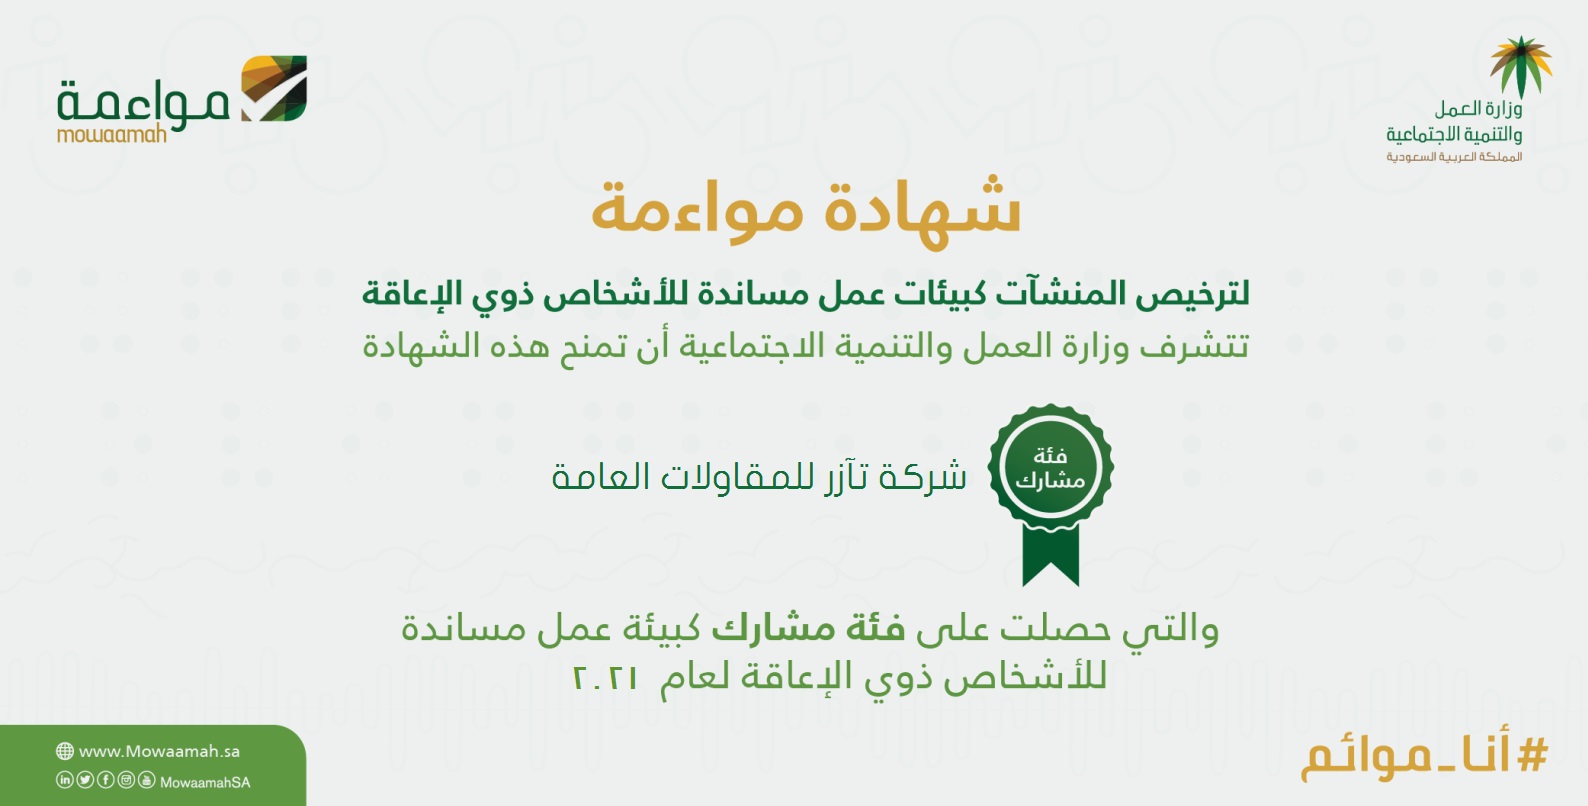 وزارة العمل
والتنمية الاجتماعية
المملكة العربية السعودية
مواءمة
mowaamah
شهادة مواءمة
لترخيص المنشآت كبيئات عمل مساندة للأشخاص ذوي الإعاقة
تتشرف وزارة العمل والتنمية الاجتماعية أن تمنح هذه الشهادة
فئة
مشارك
شركة تآزر للمقاولات العامة
والتي حصلت على فئة مشارك كبيئة عمل مساندة
للأشخاص ذوي الإعاقة لعام ٢٠٢١
#أنا_موائم
www.Mowaamah.sa
MowaamahSA